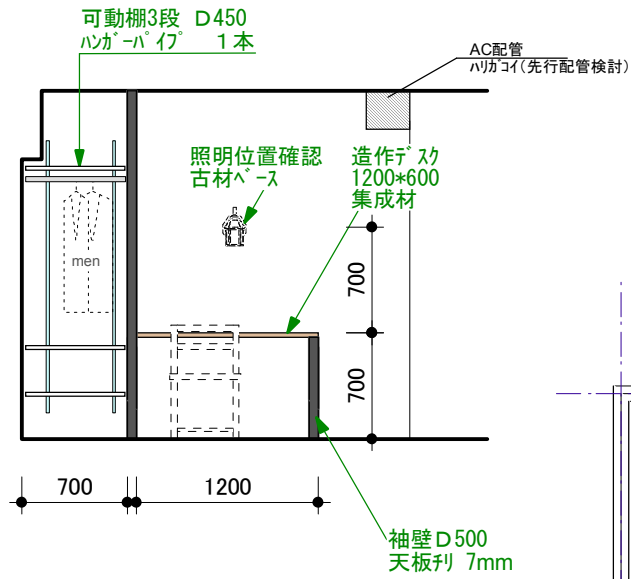 可動棚3段 D450
ﾊﾝｶﾞｰﾊﾟｲﾌﾟ 1本
AC配管
ﾊﾘｶﾞｺｲ(先行配管検討)
照明位置確認
古材ﾍﾞｰｽ
造作ﾃﾞｽｸ
1200*600
集成材
men
700
700
700
1200
袖壁D500
天板ﾁﾘ 7mm